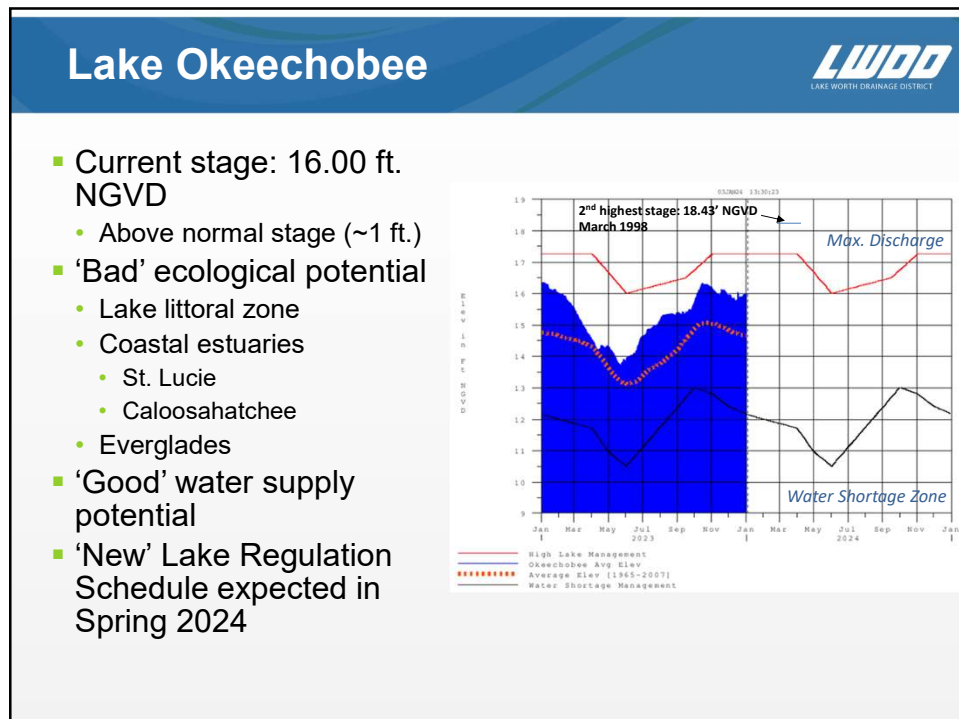 Lake Okeechobee
LWDD
LAKE WORTH DRAINAGE DISTRICT
Current stage: 16.00 ft.
NGVD
Above normal stage (~1 ft.)
‘Bad’ ecological potential
Lake littoral zone
Coastal estuaries
St. Lucie
Caloosahatchee
Everglades
‘Good’ water supply
potential
‘New’ Lake Regulation
Schedule expected in
Spring 2024
03JAN24 13:30:23
2nd highest stage: 18.43’ NGVD
March 1998
Max. Discharge
Water Shortage Zone
Elev in Ft NGVD
19
18
17
16
15
14
13
12
11
10
9
Jan Mar May Jul Sep Nov Jan Mar May Jul Sep Nov Jan
2023 2024
High Lake Management
Okeechobee Avg Elev
Average Elev [1965-2007]
Water Shortage Management